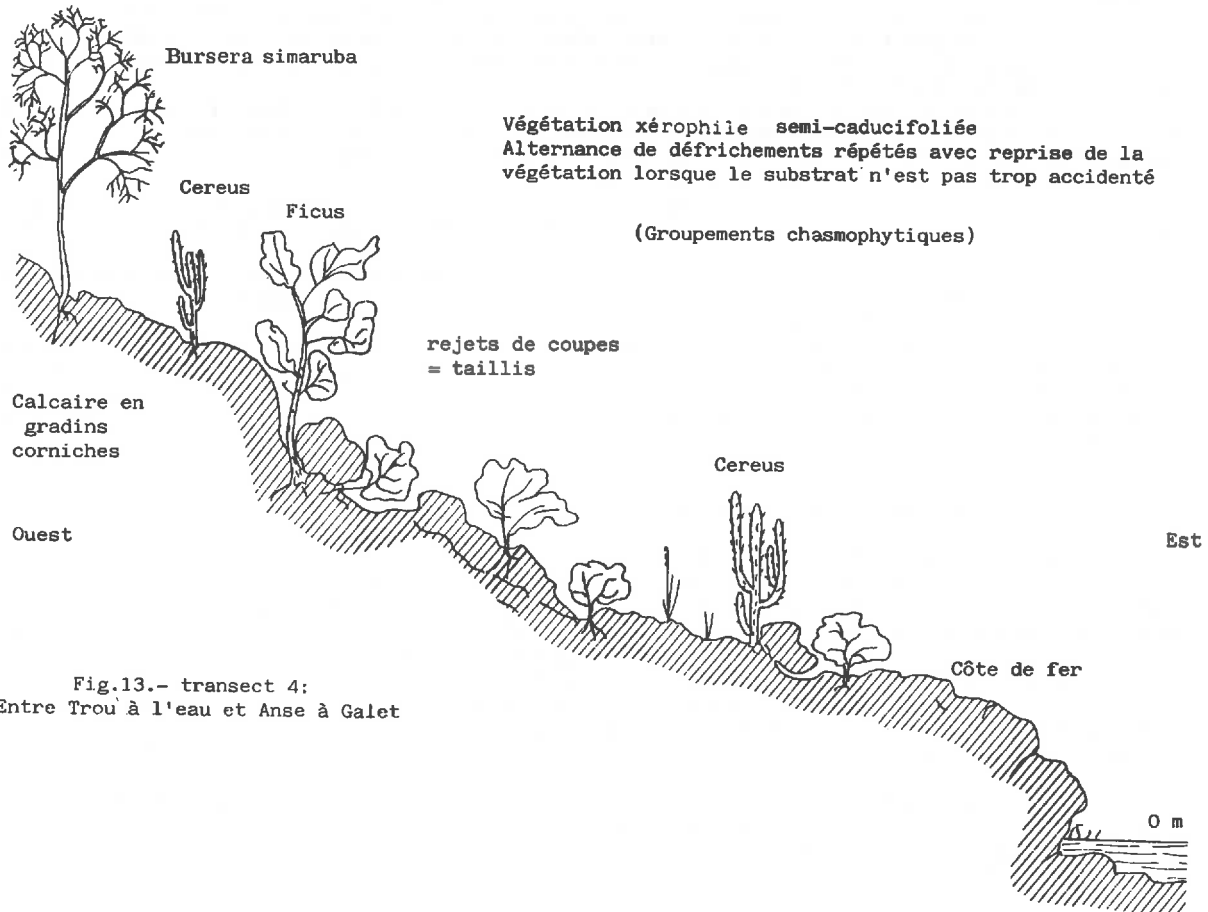 Bursera simaruba
Végétation xérophile semi-caducifoliée
Alternance de défrichements répétés avec reprise de la
végétation lorsque le substrat n'est pas trop accidenté
(Groupements chasmophytiques)
Cereus
Ficus
rejets de coupes
= taillis
Calcaire en
gradins
corniches
Cereus
Ouest
Est
Côte de fer
Fig.13.- transect 4:
Entre Trou à l'eau et Anse à Galet
0 m